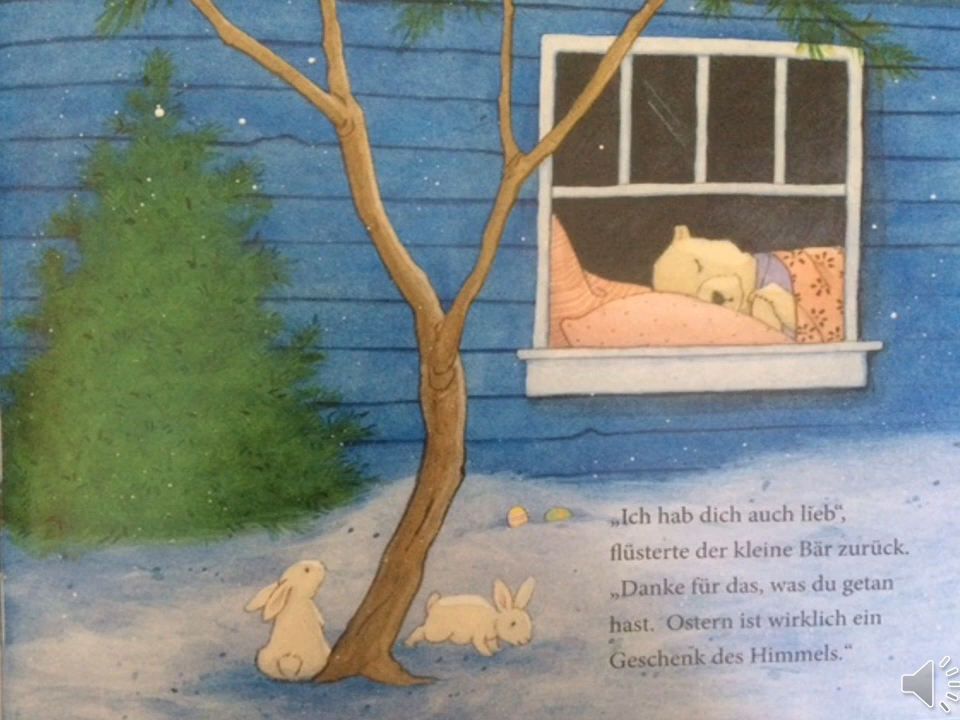 „Ich hab dich auch lieb“,
flüsterte der kleine Bär zurück.
„Danke für das, was du getan
hast. Ostern ist wirklich ein
Geschenk des Himmels.“